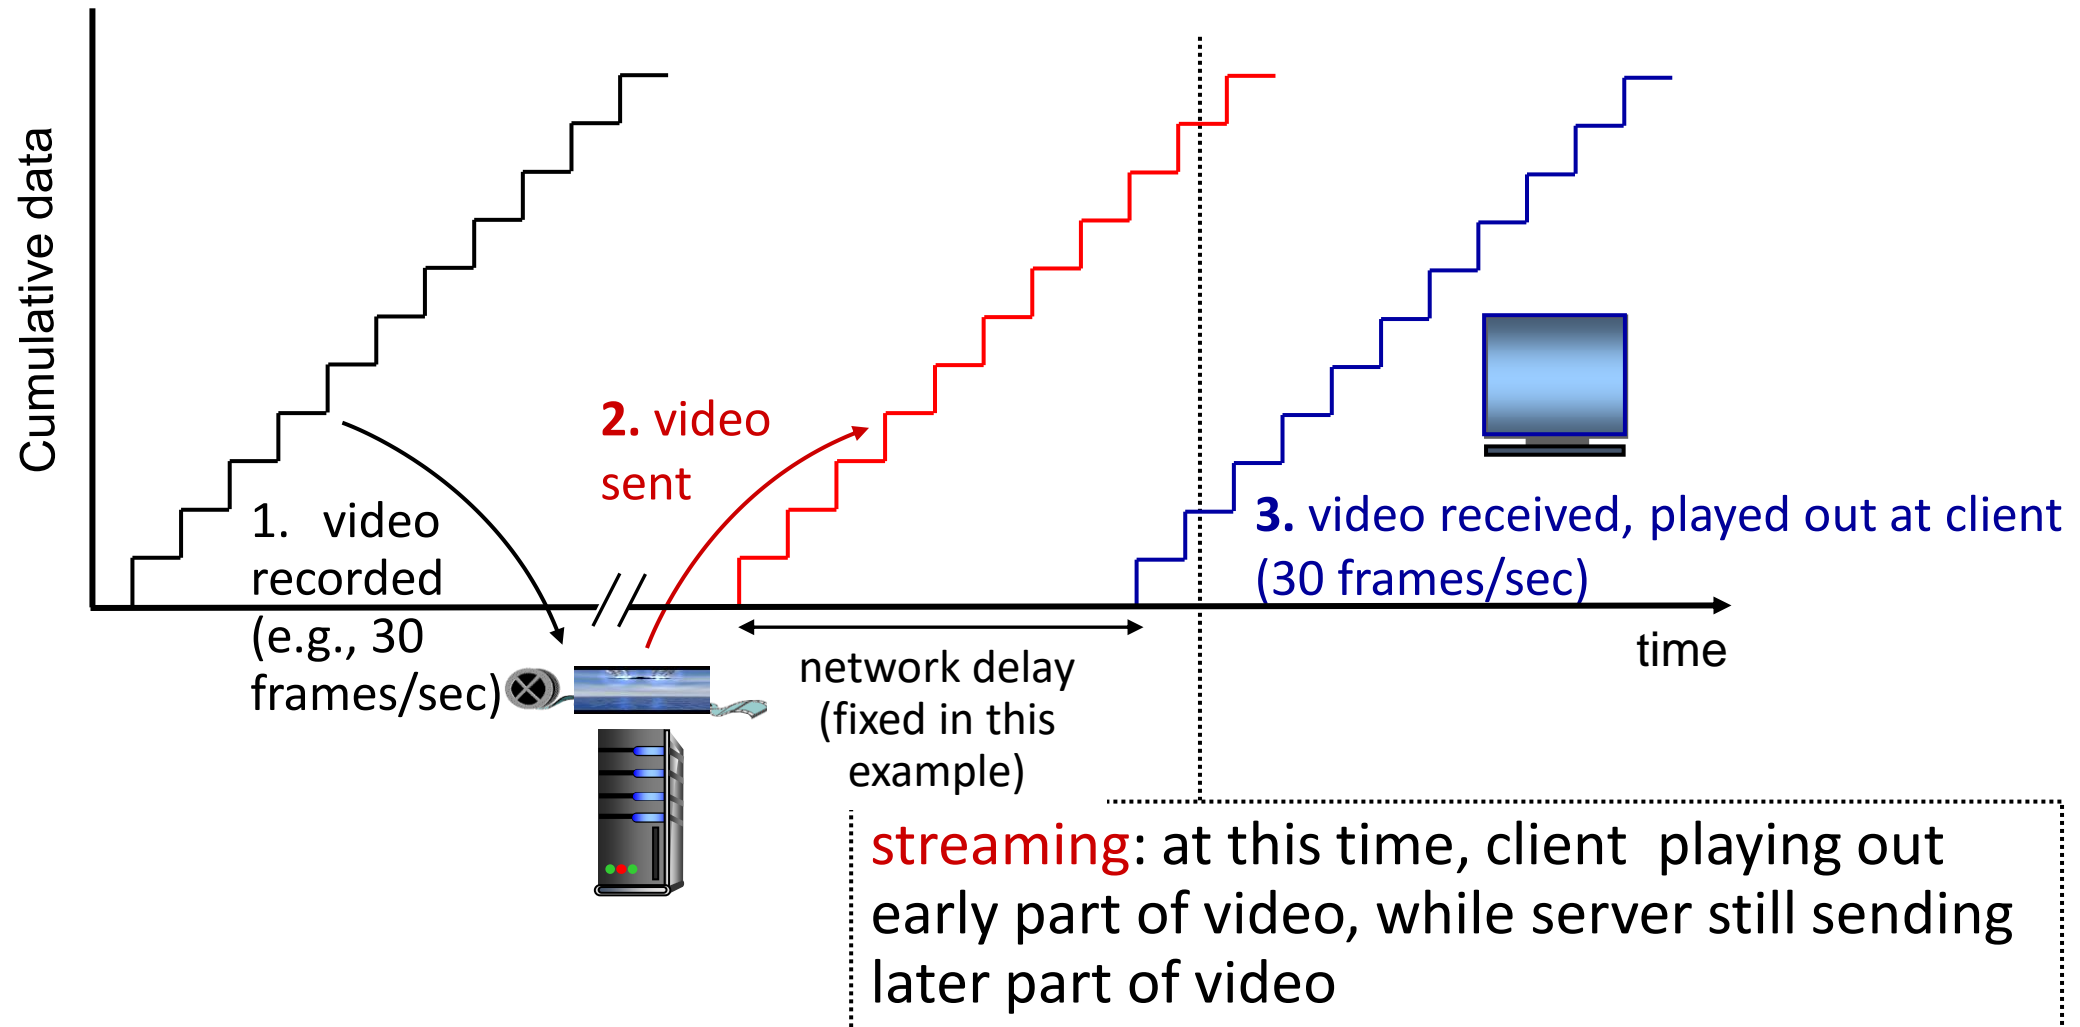 Cumulative data
1. video
recorded
(e.g., 30
frames/sec)
2. video
sent
3. video received, played out at client
(30 frames/sec)
time
network delay
(fixed in this
example)
streaming: at this time, client playing out
early part of video, while server still sending
later part of video